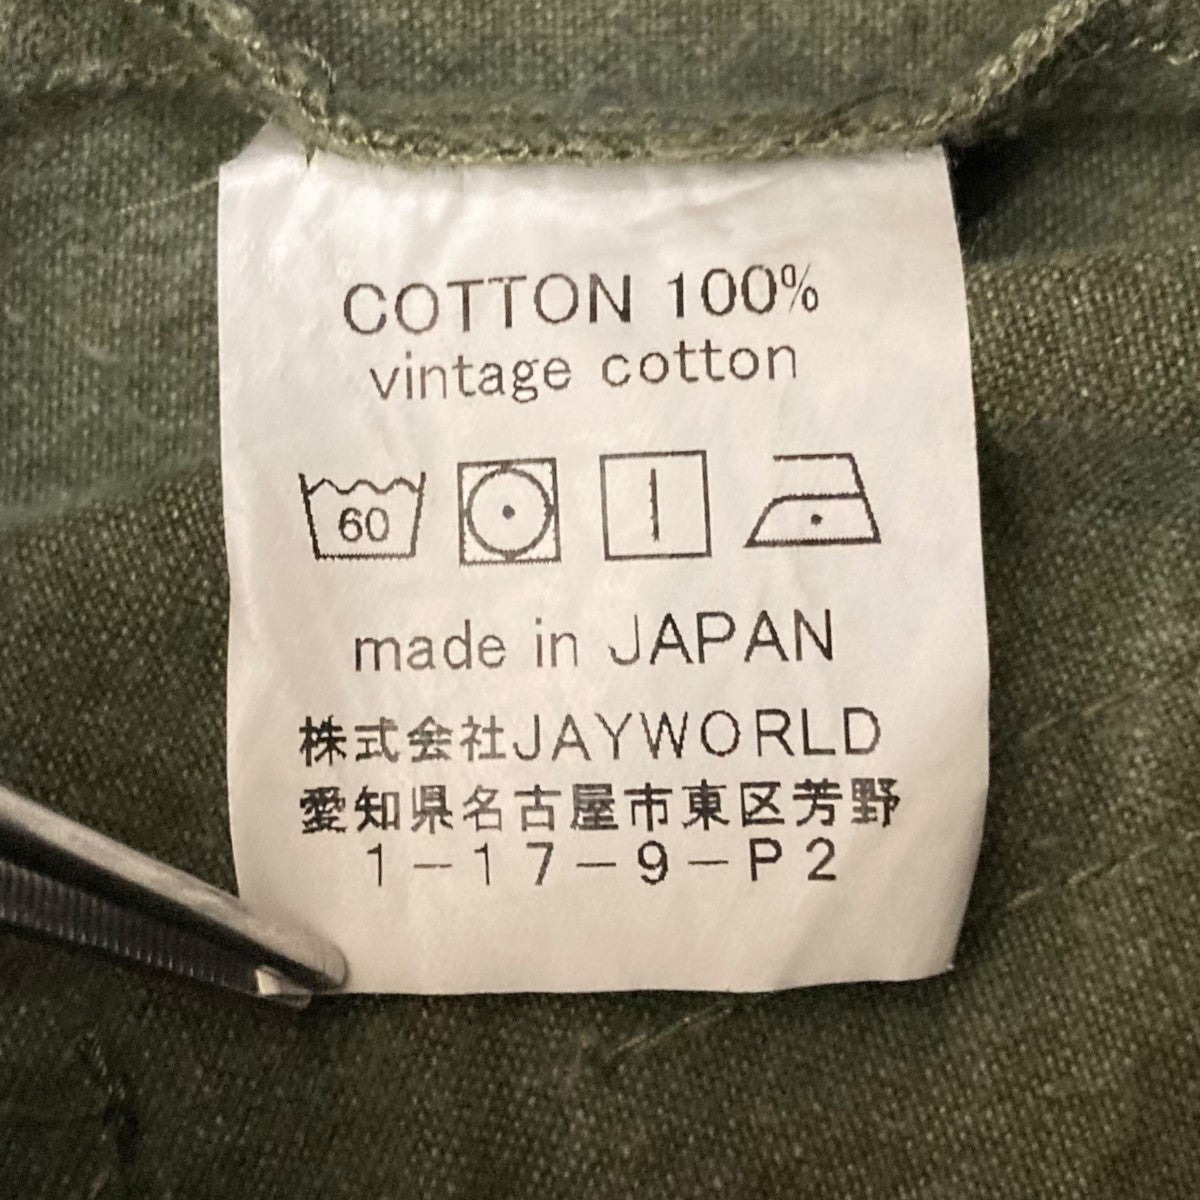 COTTON 100%
vintage cotton
60
made in JAPAN
株式会社JAYWORLD
愛知県名古屋市東区芳野
1-17-9-P2